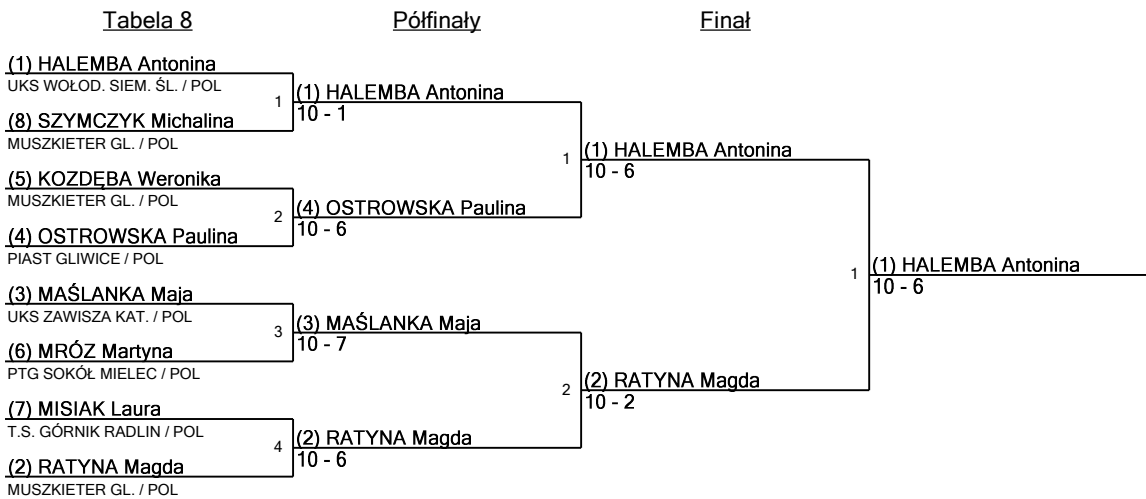 Tabela 8
Półfinały
Finał
(1) HALEMBA Antonina
UKS WOŁOD. SIEM. ŚL. / POL
1
(8) SZYMCZYK Michalina
MUSZKIETER GL. / POL
(5) KOZDĘBA Weronika
MUSZKIETER GL. / POL
2
(4) OSTROWSKA Paulina
PIAST GLIWICE / POL
(3) MAŚLANKA Maja
UKS ZAWISZA KAT. / POL
3
(6) MRÓZ Martyna
PTG SOKÓŁ MIELEC / POL
(7) MISIAK Laura
T.S. GÓRNIK RADLIN / POL
4
(2) RATYNA Magda
MUSZKIETER GL. / POL
(1) HALEMBA Antonina
10 - 1
1
(4) OSTROWSKA Paulina
10 - 6
(3) MAŚLANKA Maja
10 - 7
2
(2) RATYNA Magda
10 - 6
(1) HALEMBA Antonina
10 - 6
1
(2) RATYNA Magda
10 - 2
(1) HALEMBA Antonina
10 - 6